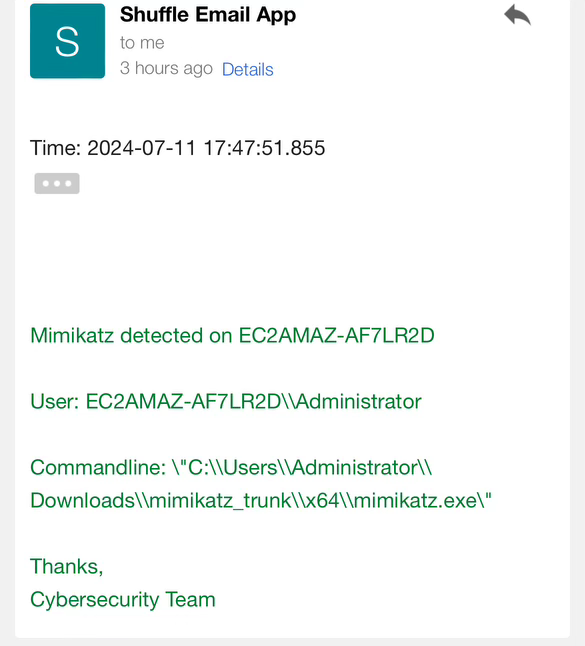 S
Shuffle Email App
to me
3 hours ago Details
Time: 2024-07-11 17:47:51.855
Mimikatz detected on EC2AMAZ-AF7LR2D
User: EC2AMAZ-AF7LR2D\\Administrator
Commandline: \"C:\\Users\\Administrator\\
Downloads\\mimikatz_trunk\\x64\\mimikatz.exe\"
Thanks,
Cybersecurity Team